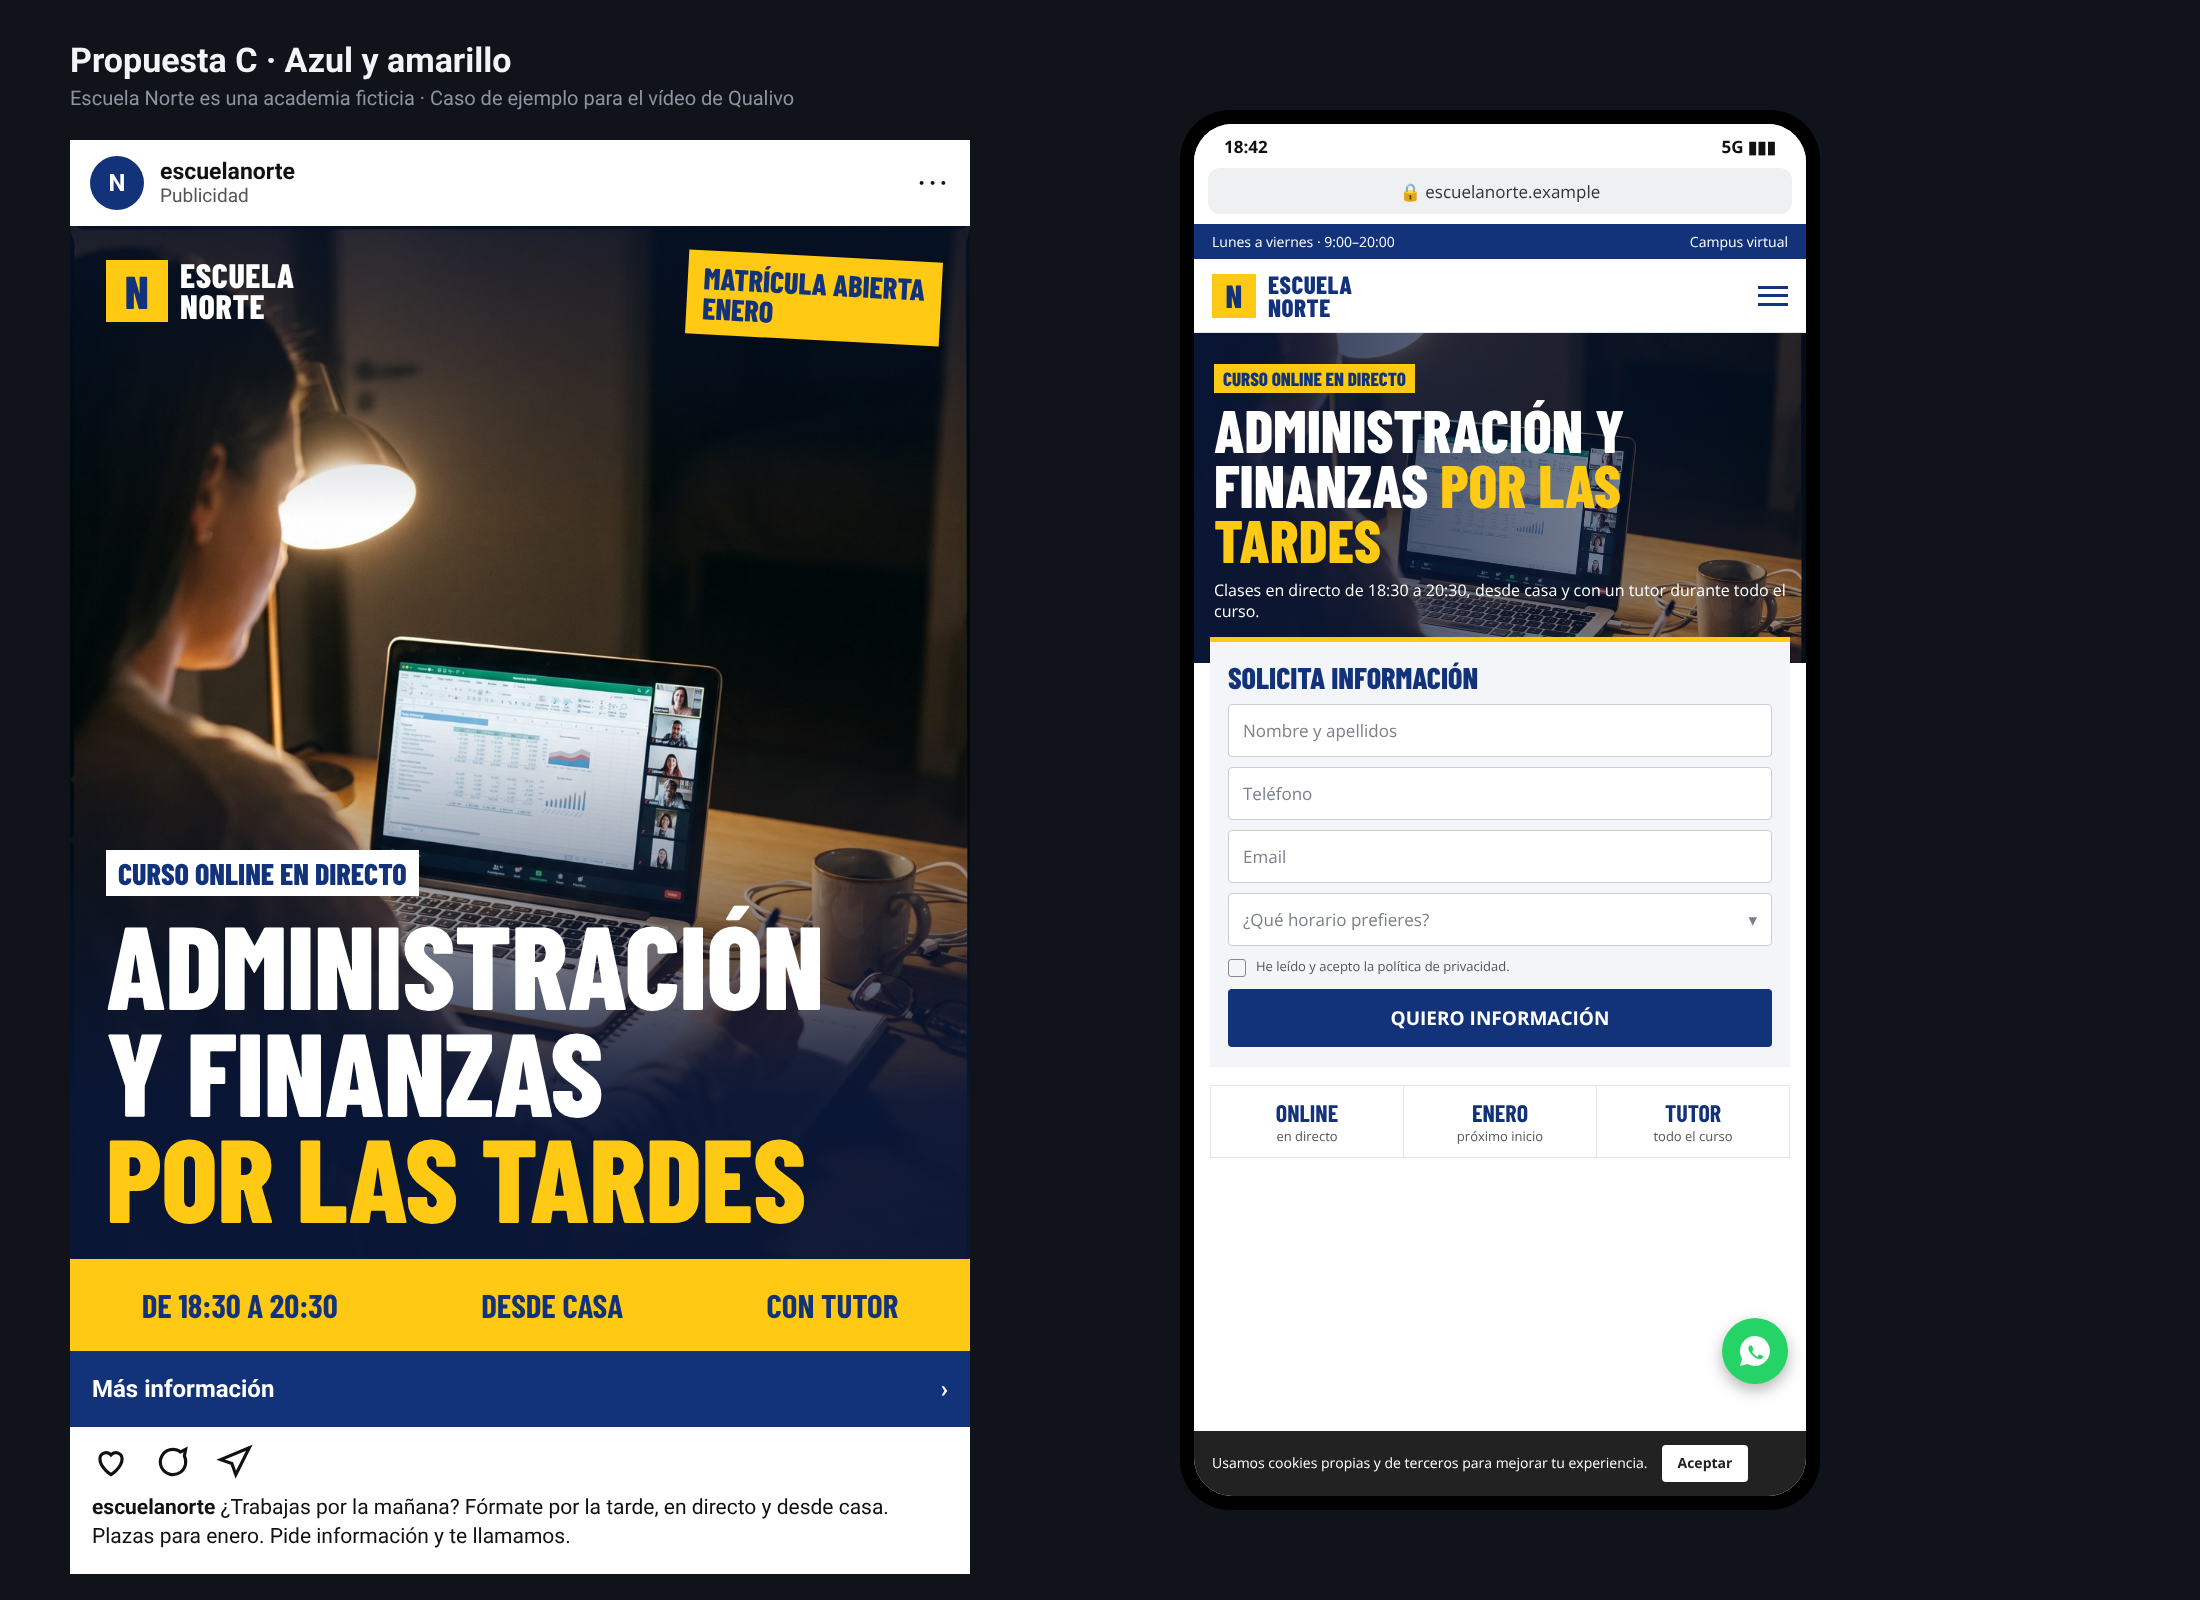 Propuesta C · Azul y amarillo
Escuela Norte es una academia ficticia · Caso de ejemplo para el vídeo de Qualivo
N
escuelanorte
Publicidad
N
ESCUELA
NORTE
MATRÍCULA ABIERTA
ENERO
CURSO ONLINE EN DIRECTO
ADMINISTRACIÓN
Y FINANZAS
POR LAS TARDES
DE 18:30 A 20:30
DESDE CASA
CON TUTOR
Más información
escuelanorte ¿Trabajas por la mañana? Fórmate por la tarde, en directo y desde casa.
Plazas para enero. Pide información y te llamamos.
18:42
5G
escuelanorte.example
Lunes a viernes · 9:00–20:00
Campus virtual
N
ESCUELA
NORTE
CURSO ONLINE EN DIRECTO
ADMINISTRACIÓN Y
FINANZAS POR LAS
TARDES
Clases en directo de 18:30 a 20:30, desde casa y con un tutor durante todo el
curso.
SOLICITA INFORMACIÓN
Nombre y apellidos
Teléfono
Email
¿Qué horario prefieres?
He leído y acepto la política de privacidad.
QUIERO INFORMACIÓN
ONLINE
en directo
ENERO
próximo inicio
TUTOR
todo el curso
Usamos cookies propias y de terceros para mejorar tu experiencia.
Aceptar